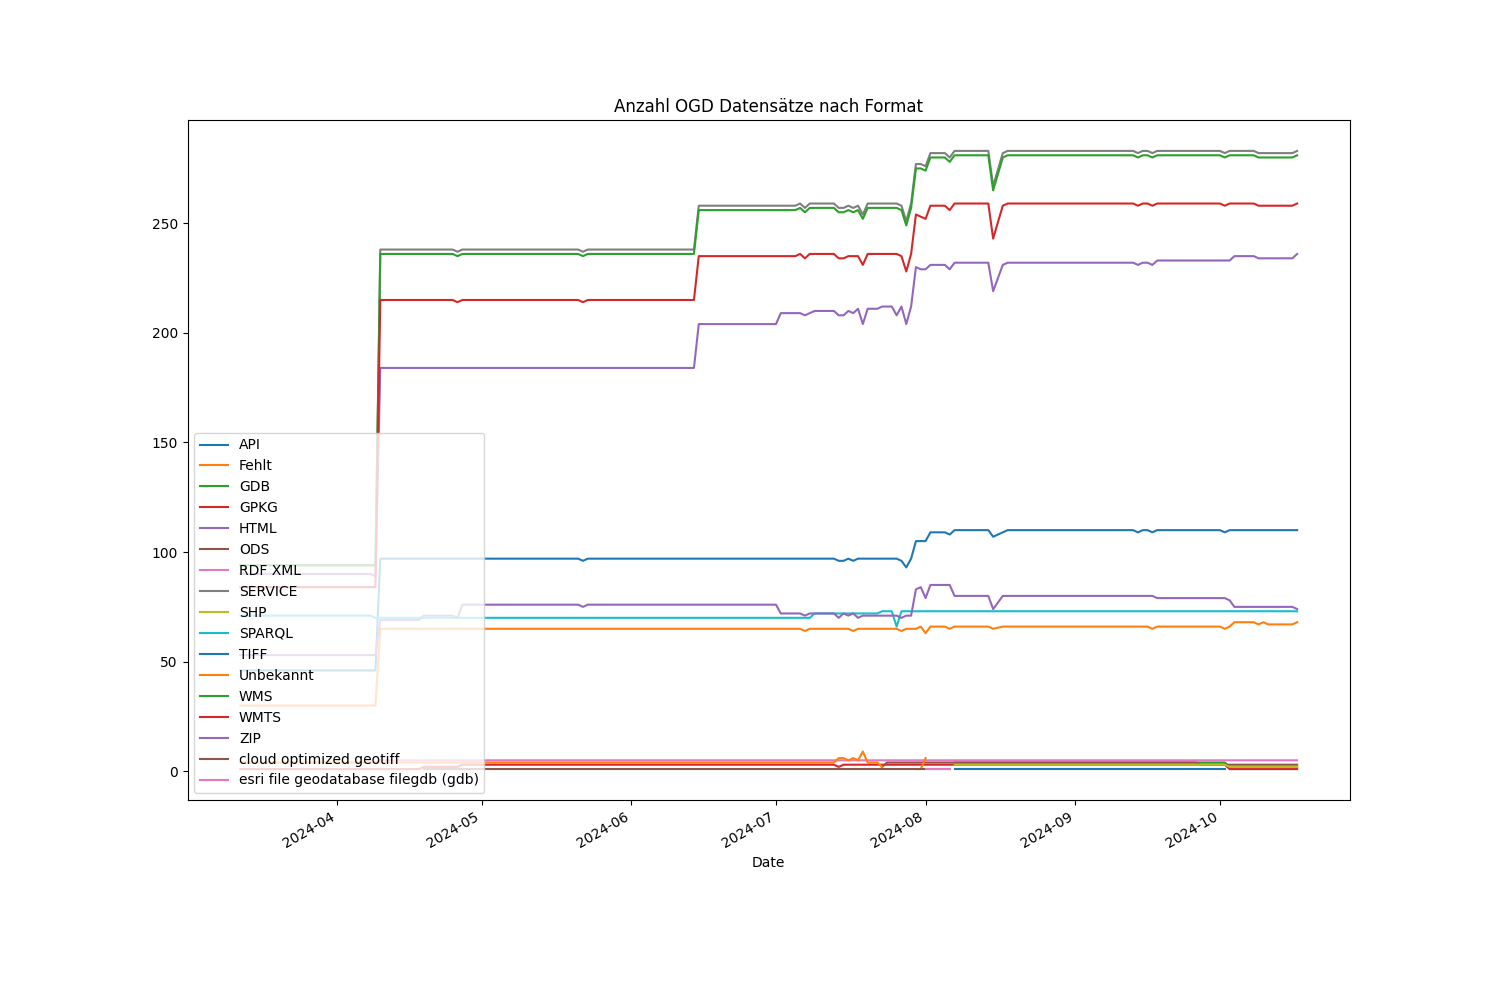 Anzahl OGD Datensätze nach Format
250
200
150
100
50
0
API
Fehlt
GDB
GPKG
HTML
ODS
RDF XML
SERVICE
SHP
SPARQL
TIFF
Unbekannt
WMS
WMTS
ZIP
cloud optimized geotiff
esri file geodatabase filegdb (gdb)
2024-04
2024-05
2024-06
2024-07
2024-08
2024-09
2024-10
Date